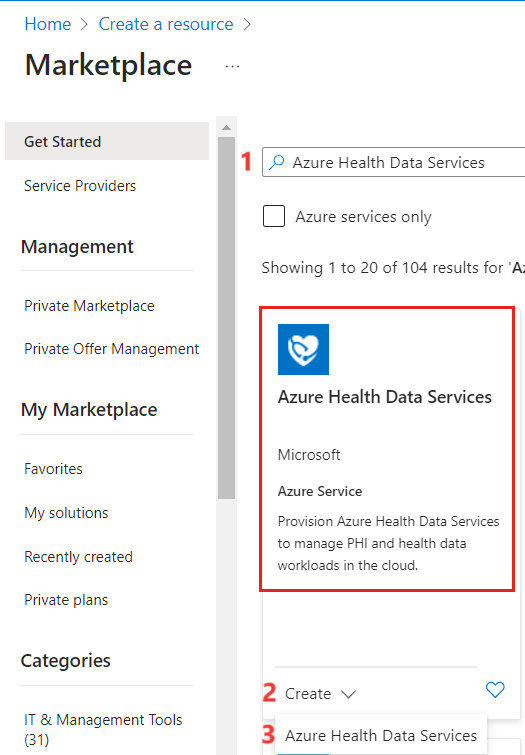 Home > Create a resource >
Marketplace ...
Get Started
Service Providers
Management
Private Marketplace
Private Offer Management
My Marketplace
Favorites
My solutions
Recently created
Private plans
Categories
IT & Management Tools
(31)
1 Azure Health Data Services
Azure services only
Showing 1 to 20 of 104 results for 'Az
Azure Health Data Services
Microsoft
Azure Service
Provision Azure Health Data Services
to manage PHI and health data
workloads in the cloud.
2 Create
3 Azure Health Data Services